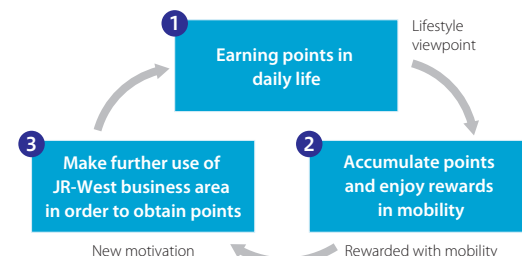 1
Earning points in
daily life
Lifestyle
viewpoint
3
Make further use of
JR-West business area
in order to obtain points
2
Accumulate points
and enjoy rewards
in mobility
New motivation
Rewarded with mobility